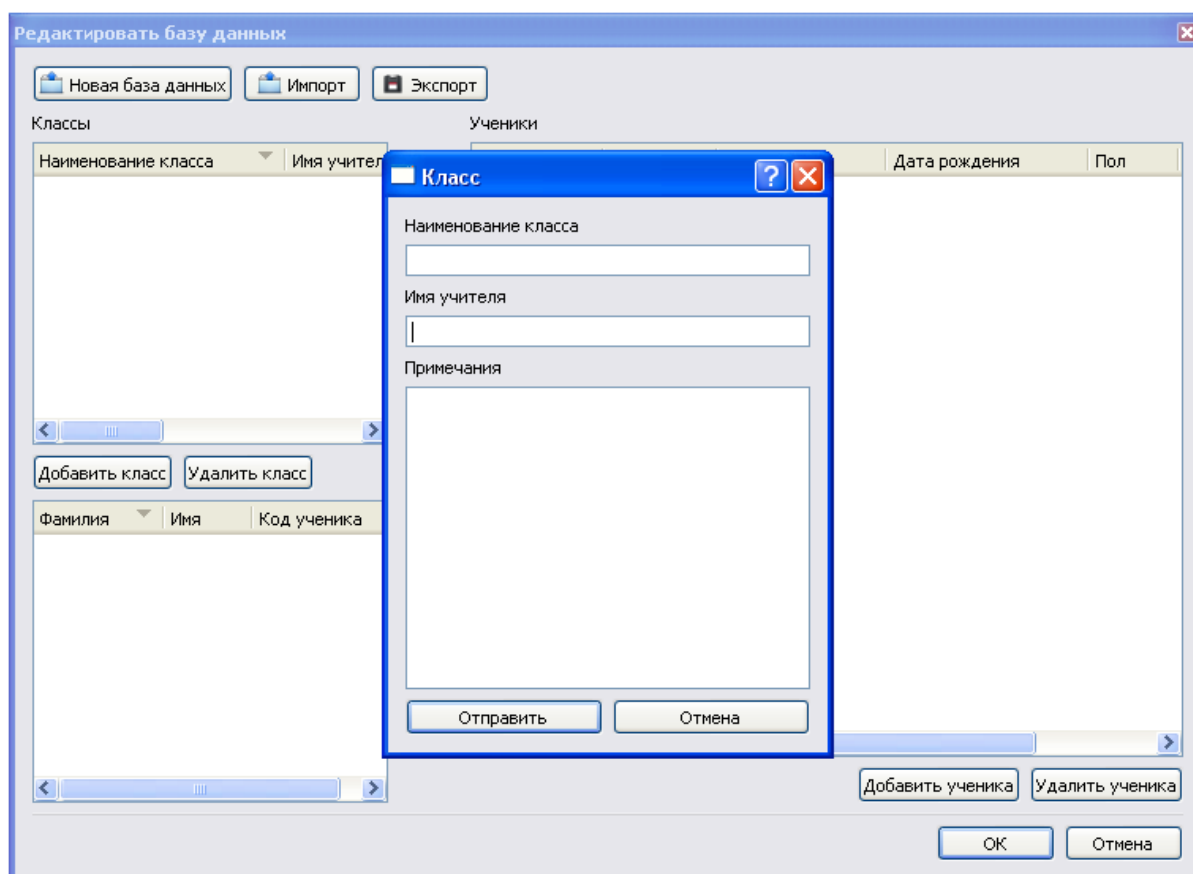 Редактировать базу данных
Новая база данных Импорт Экспорт
Классы Ученики
Наименование класса Имя учител Дата рождения Пол
Класс
Наименование класса
Имя учителя
Примечания
Добавить класс Удалить класс
Фамилия Имя Код ученика
Отправить Отмена
Добавить ученика Удалить ученика
OK Отмена